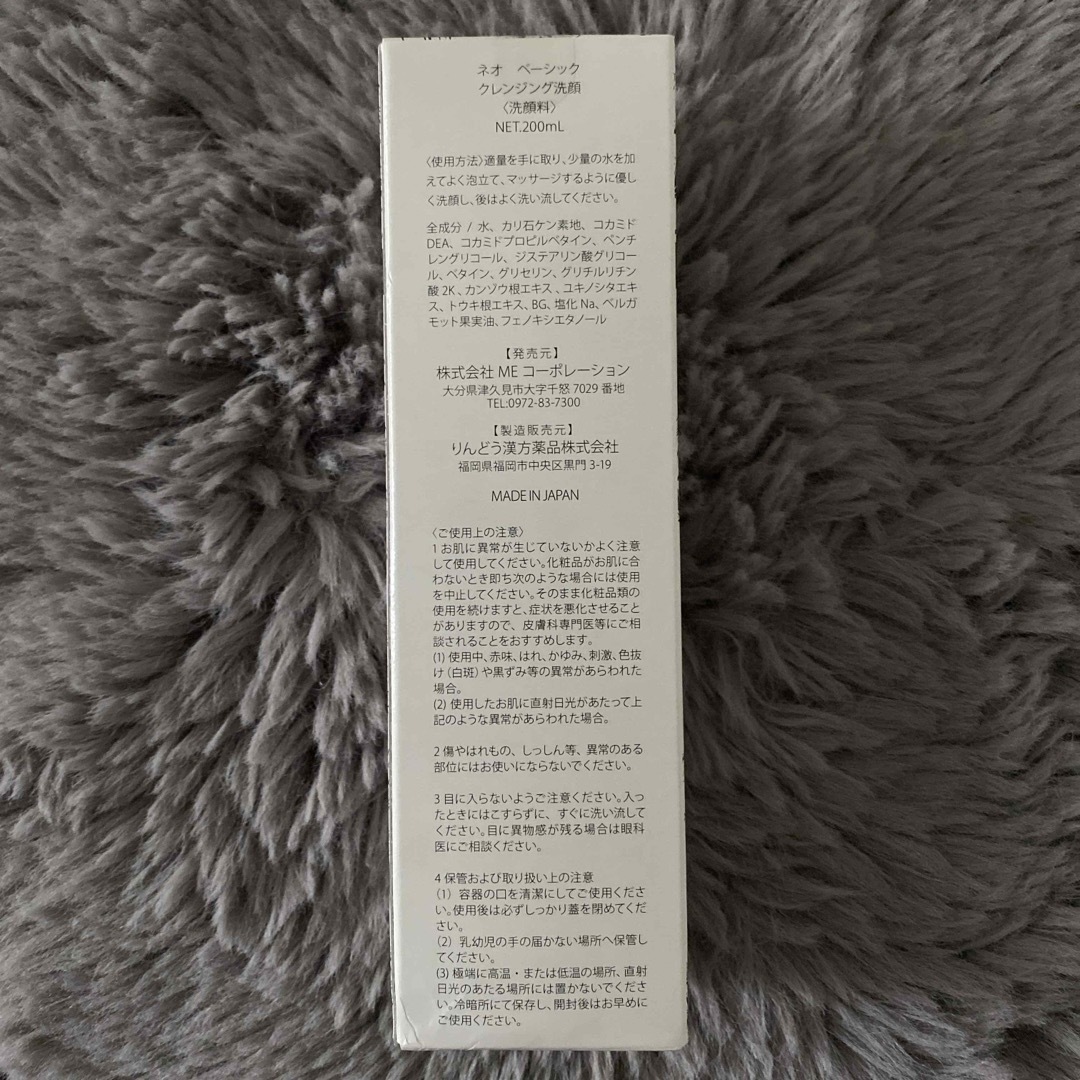 ネオ　ベーシック
クレンジング洗顔
〈洗顔料〉
NET.200mL
〈使用方法〉適量を手に取り、少量の水を加
えてよく泡立て、マッサージするように優し
く洗顔し、後はよく洗い流してください。
全成分 / 水、カリ石ケン素地、コカミド
DEA、コカミドプロピルベタイン、ペンチ
レングリコール、ジステアリン酸グリコー
ル、ベタイン、グリセリン、グリチルリチン
酸 2K 、カンゾウ根エキス 、ユキノシタエキ
ス、トウキ根エキス、BG、塩化 Na、ベルガ
モット果実油、フェノキシエタノール
【発売元】
株式会社 ME コーポレーション
大分県津久見市大字千怒 7029 番地
TEL:0972-83-7300
【製造販売元】
りんどう漢方薬品株式会社
福岡県福岡市中央区黒門 3-19
MADE IN JAPAN
〈ご使用上の注意〉
1 お肌に異常が生じていないかよく注意
して使用してください。化粧品がお肌に合
わないとき即ち次のような場合には使用
を中止してください。そのまま化粧品類の
使用を続けますと、症状を悪化させること
がありますので、皮膚科専門医等にご相
談されることをおすすめします。
(1) 使用中、赤味、はれ、かゆみ、刺激、色抜
け（白斑）や黒ずみ等の異常があらわれた
場合。
(2) 使用したお肌に直射日光があたって上
記のような異常があらわれた場合。
2 傷やはれもの、しっしん等、異常のある
部位にはお使いにならないでください。
3 目に入らないようご注意ください。入っ
たときにはこすらずに、すぐに洗い流して
ください。目に異物感が残る場合は眼科
医にご相談ください。
4 保管および取り扱い上の注意
（1）容器の口を清潔にしてご使用くださ
い。使用後は必ずしっかり蓋を閉めてくだ
さい。
（2）乳幼児の手の届かない場所へ保管し
てください。
(3) 極端に高温・または低温の場所、直射
日光のあたる場所には置かないでくださ
い。冷暗所にて保存し、開封後はお早めに
ご使用ください。